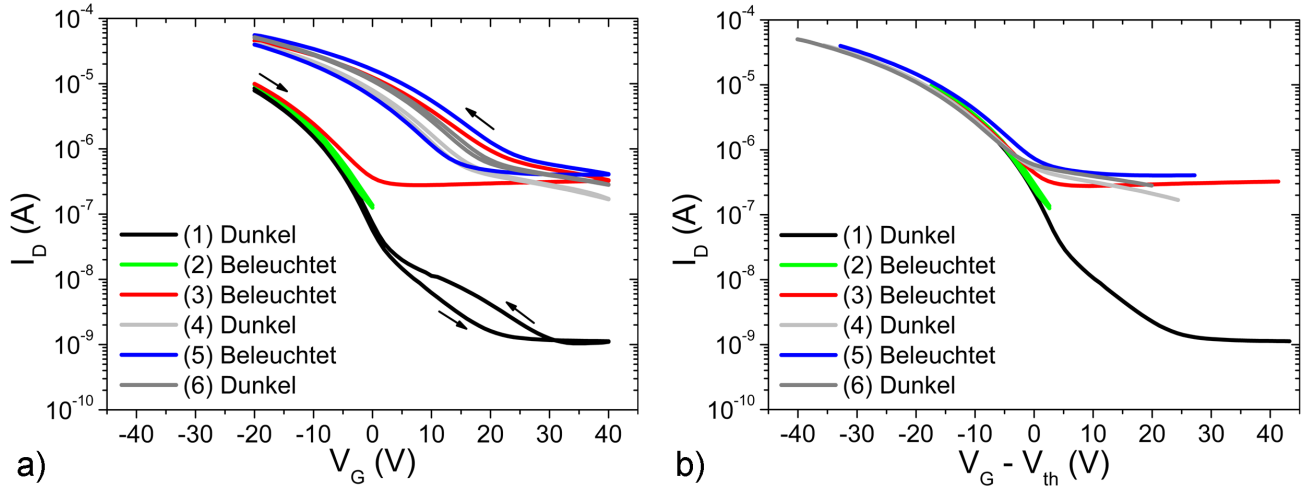 10⁻⁴
10⁻⁵
10⁻⁶
10⁻⁷
10⁻⁸
10⁻⁹
10⁻¹⁰
I_D (A)
(1) Dunkel
(2) Beleuchtet
(3) Beleuchtet
(4) Dunkel
(5) Beleuchtet
(6) Dunkel
-40 -30 -20 -10 0 10 20 30 40
V_G (V)
a)
10⁻⁴
10⁻⁵
10⁻⁶
10⁻⁷
10⁻⁸
10⁻⁹
10⁻¹⁰
I_D (A)
(1) Dunkel
(2) Beleuchtet
(3) Beleuchtet
(4) Dunkel
(5) Beleuchtet
(6) Dunkel
-40 -30 -20 -10 0 10 20 30 40
V_G - V_th (V)
b)